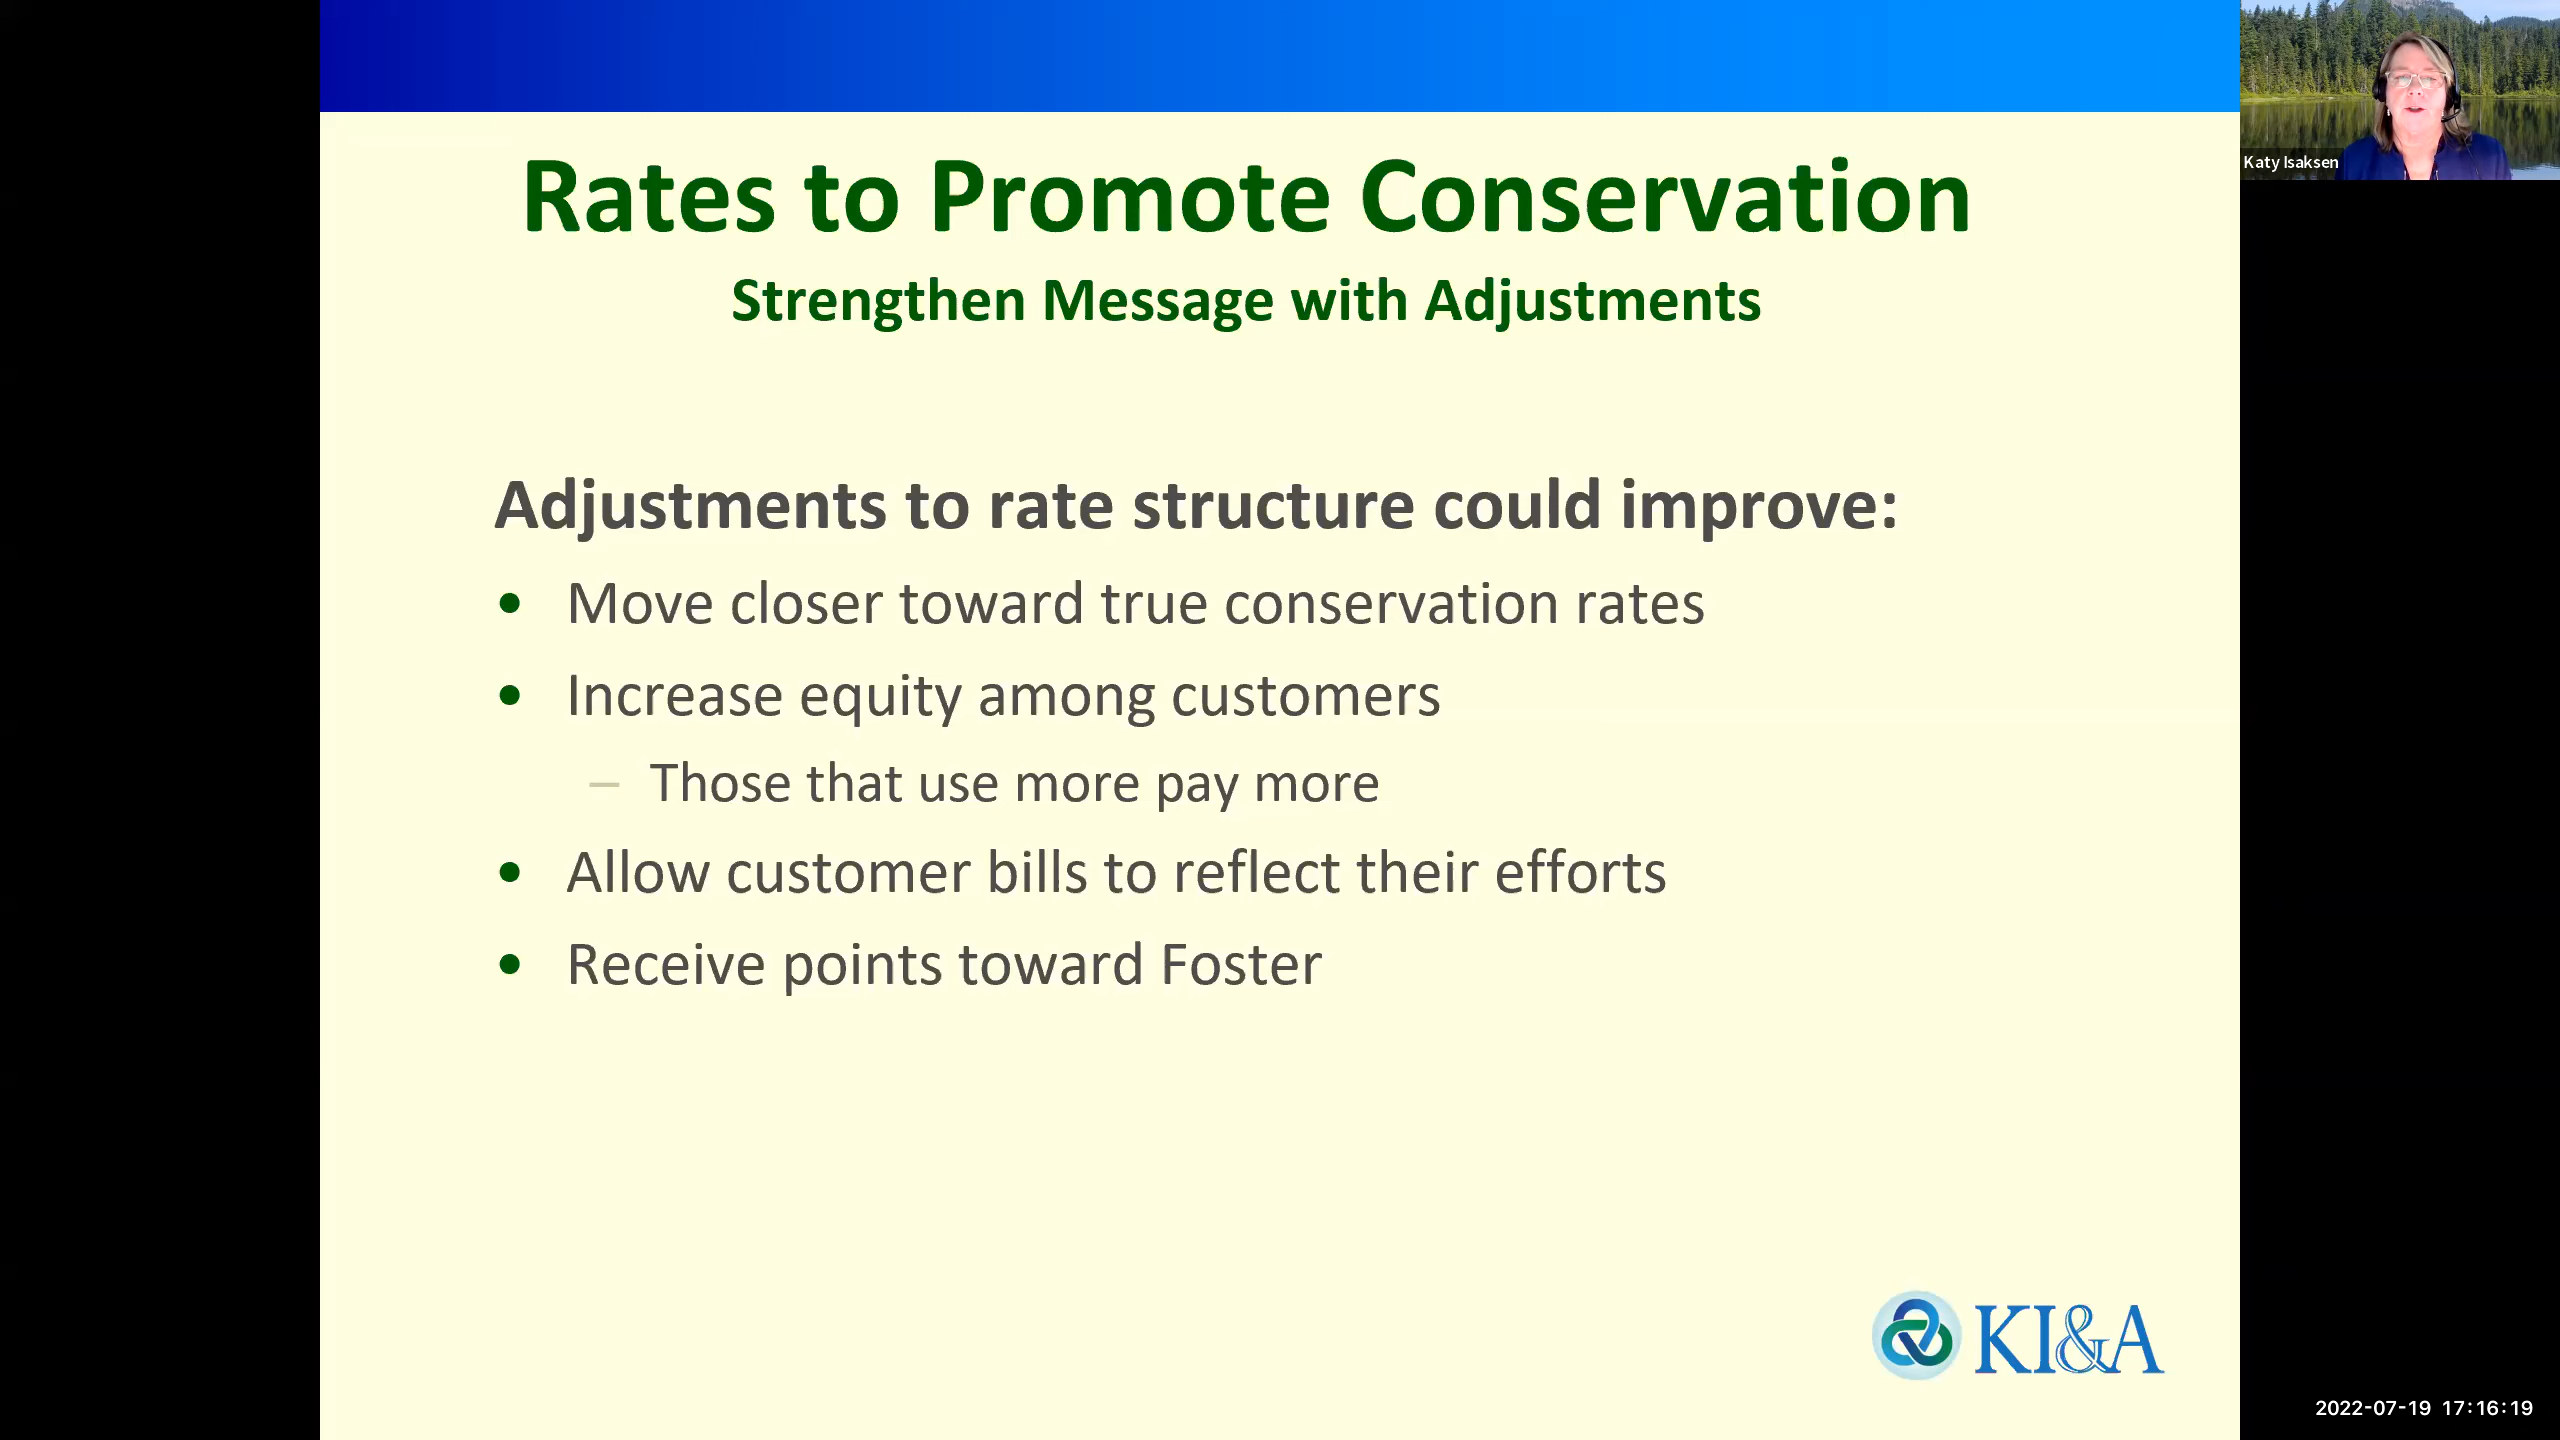 Rates to Promote Conservation
Strengthen Message with Adjustments
Katy Isaksen
Adjustments to rate structure could improve:
• Move closer toward true conservation rates
• Increase equity among customers
– Those that use more pay more
• Allow customer bills to reflect their efforts
• Receive points toward Foster
KI&A
2022-07-19 17:16:19